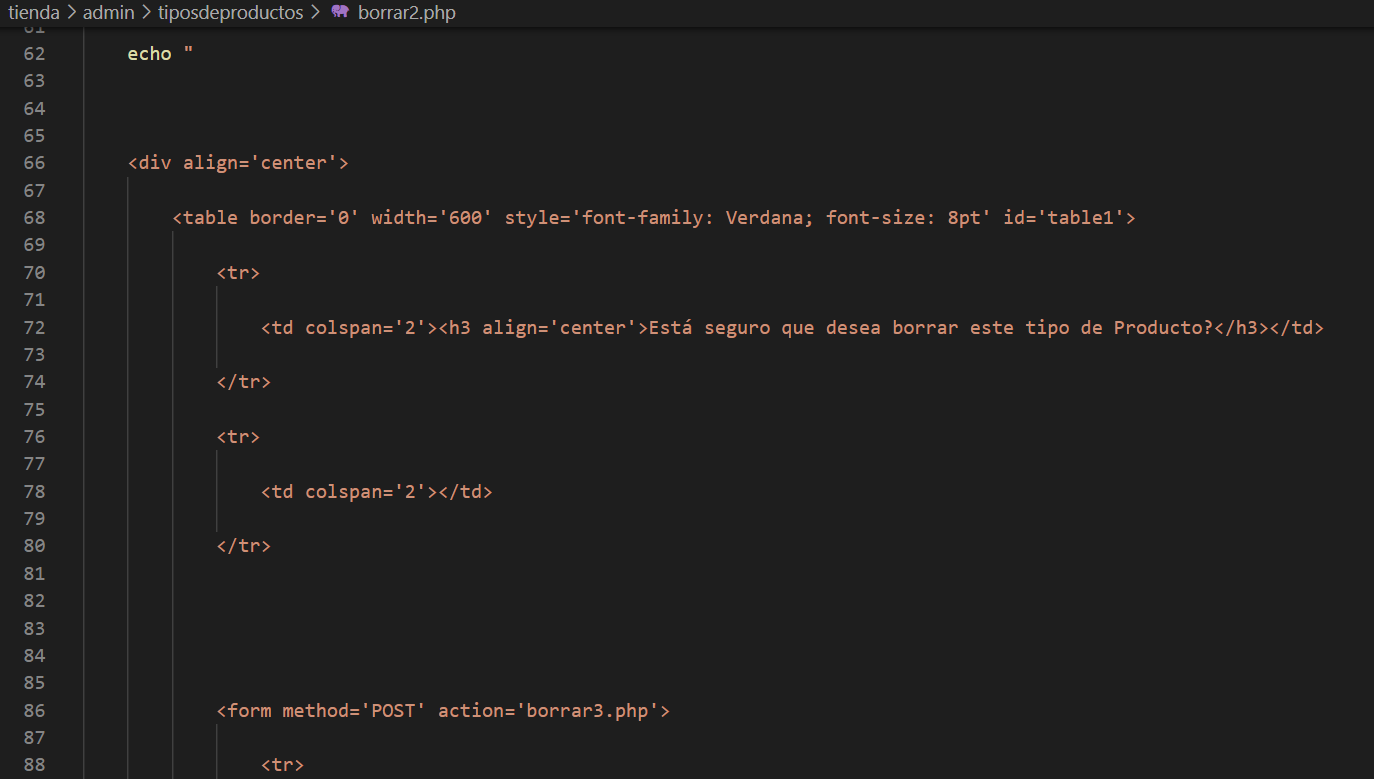 tienda > admin > tiposdeproductos > borrar2.php
61
62 echo "
63
64
65
66 <div align='center'>
67
68 <table border='0' width='600' style='font-family: Verdana; font-size: 8pt' id='table1'>
69
70 <tr>
71
72 <td colspan='2'><h3 align='center'>Está seguro que desea borrar este tipo de Producto?</h3></td>
73
74 </tr>
75
76 <tr>
77
78 <td colspan='2'></td>
79
80 </tr>
81
82
83
84
85
86 <form method='POST' action='borrar3.php'>
87
88 <tr>